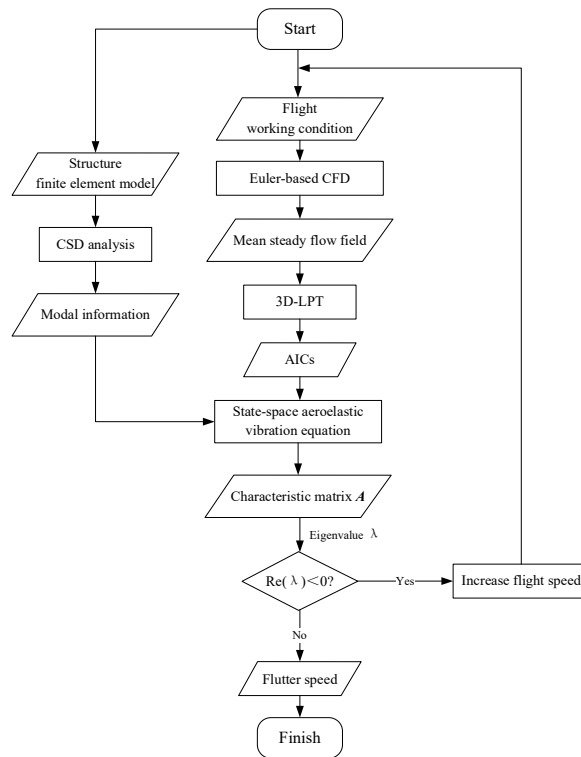 Start
Flight
working condition
Structure
finite element model
Euler-based CFD
CSD analysis
Mean steady flow field
Modal information
3D-LPT
AICs
State-space aeroelastic
vibration equation
Characteristic matrix A
Eigenvalue λ
Re(λ)<0?
Yes
Increase flight speed
No
Flutter speed
Finish